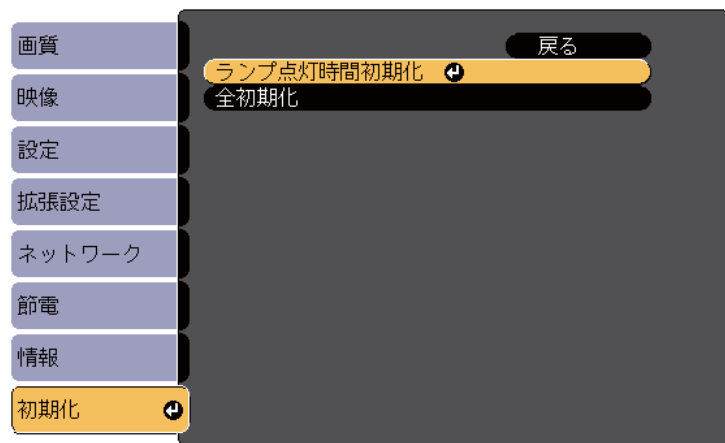 画質
映像
設定
拡張設定
ネットワーク
節電
情報
初期化
戻る
ランプ点灯時間初期化
全初期化